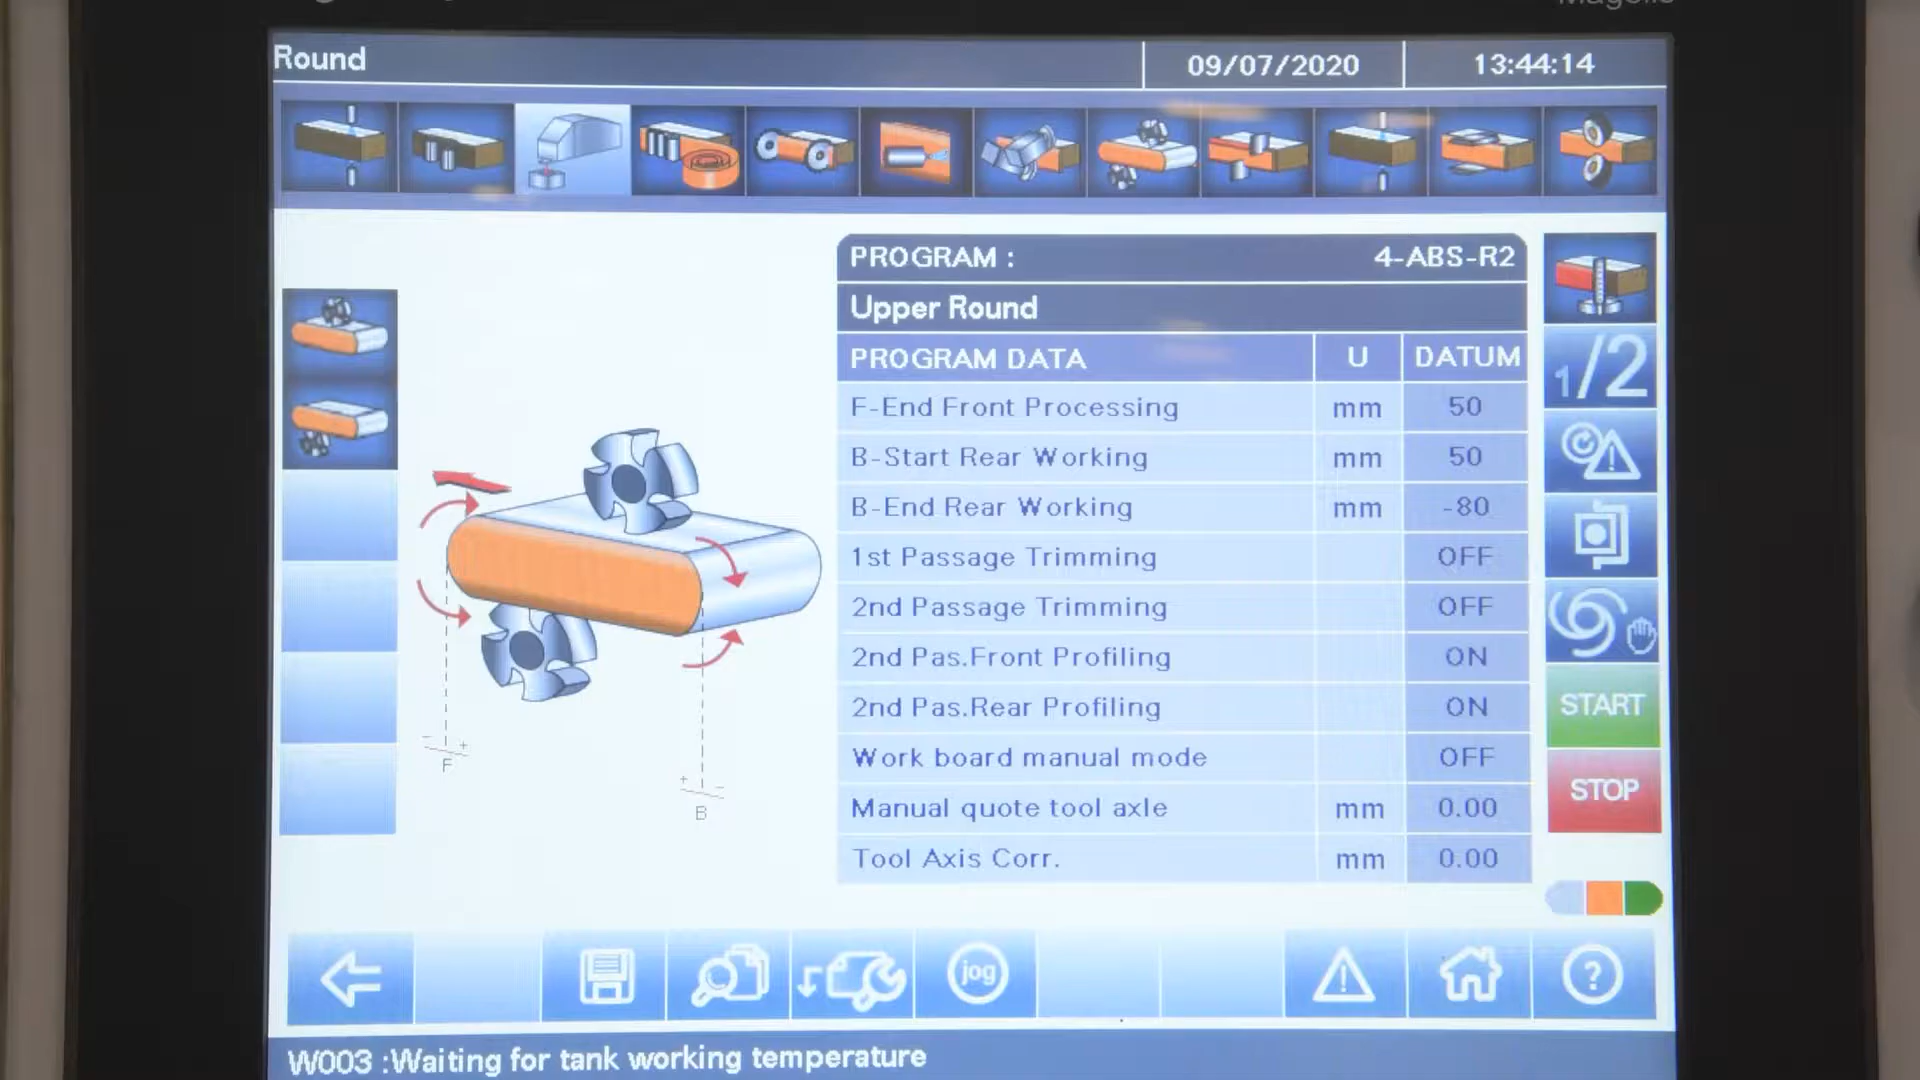 Round
09/07/2020
13:44:14
PROGRAM : 4-ABS-R2
Upper Round
PROGRAM DATA U DATUM
F-End Front Processing mm 50
B-Start Rear Working mm 50
B-End Rear Working mm -80
1st Passage Trimming OFF
2nd Passage Trimming OFF
2nd Pas.Front Profiling ON
2nd Pas.Rear Profiling ON
Work board manual mode OFF
Manual quote tool axle mm 0.00
Tool Axis Corr. mm 0.00
- +
F
+ -
B
1/2
START
STOP
jog
?
W003 :Waiting for tank working temperature